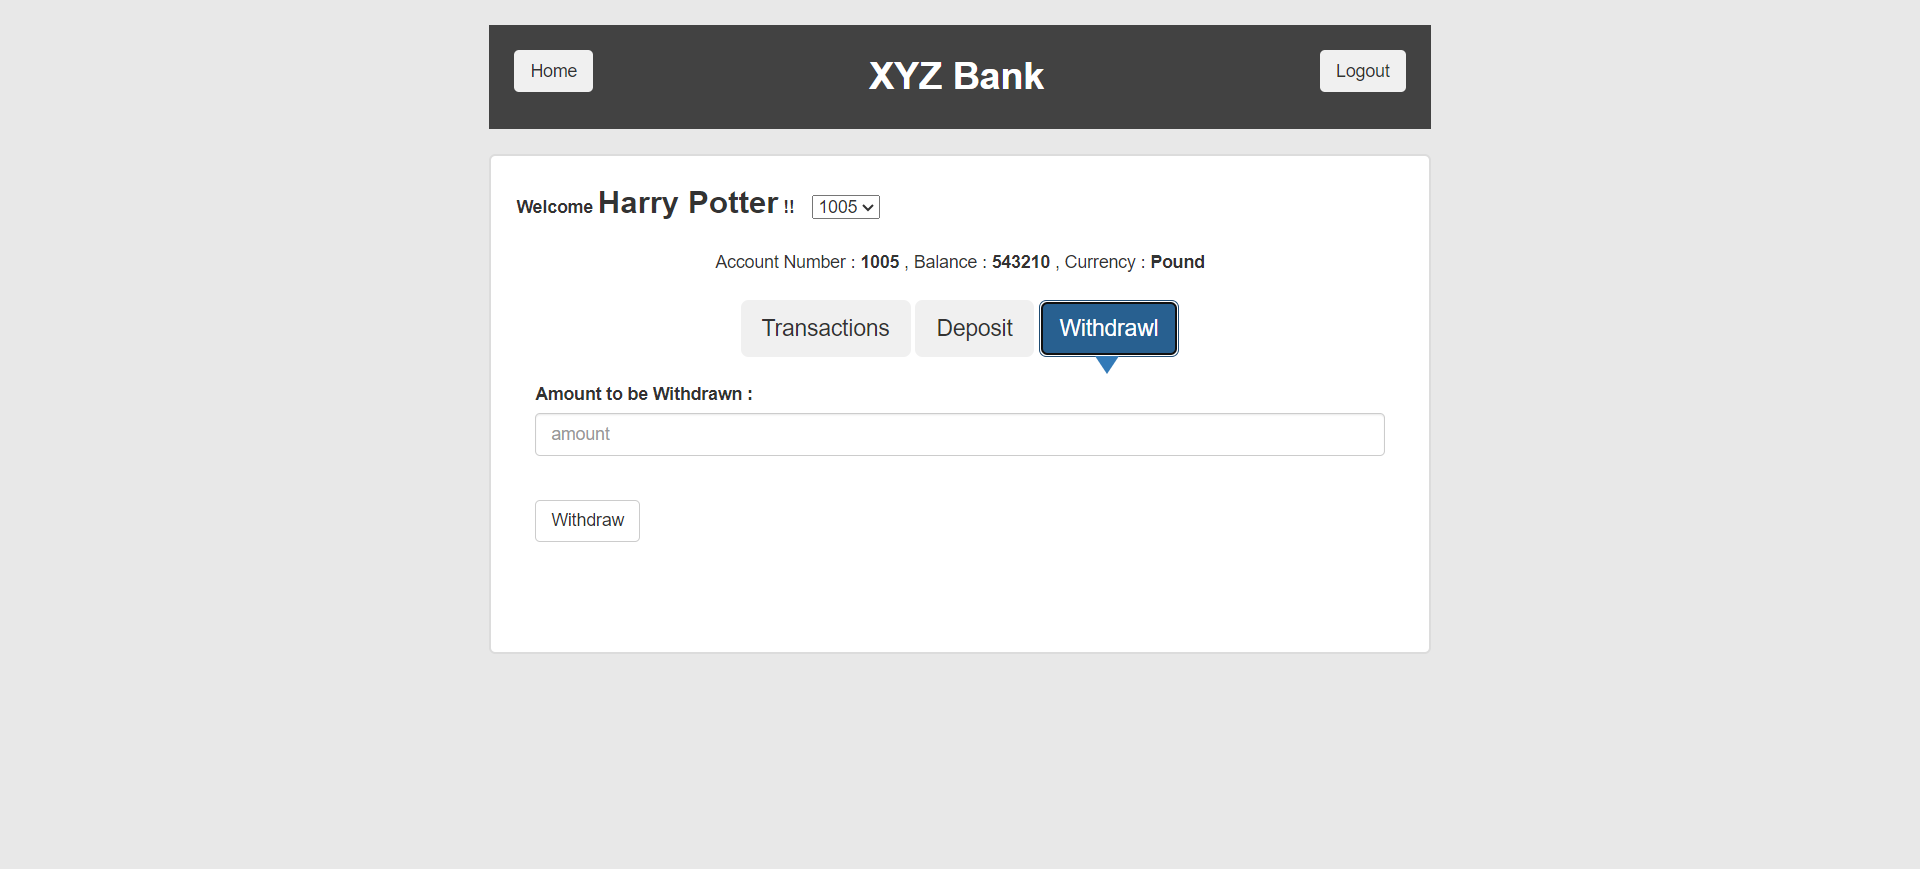 Home XYZ Bank Logout
Welcome Harry Potter !! 1005
Account Number : 1005 , Balance : 543210 , Currency : Pound
Transactions Deposit Withdrawl
Amount to be Withdrawn :
amount
Withdraw